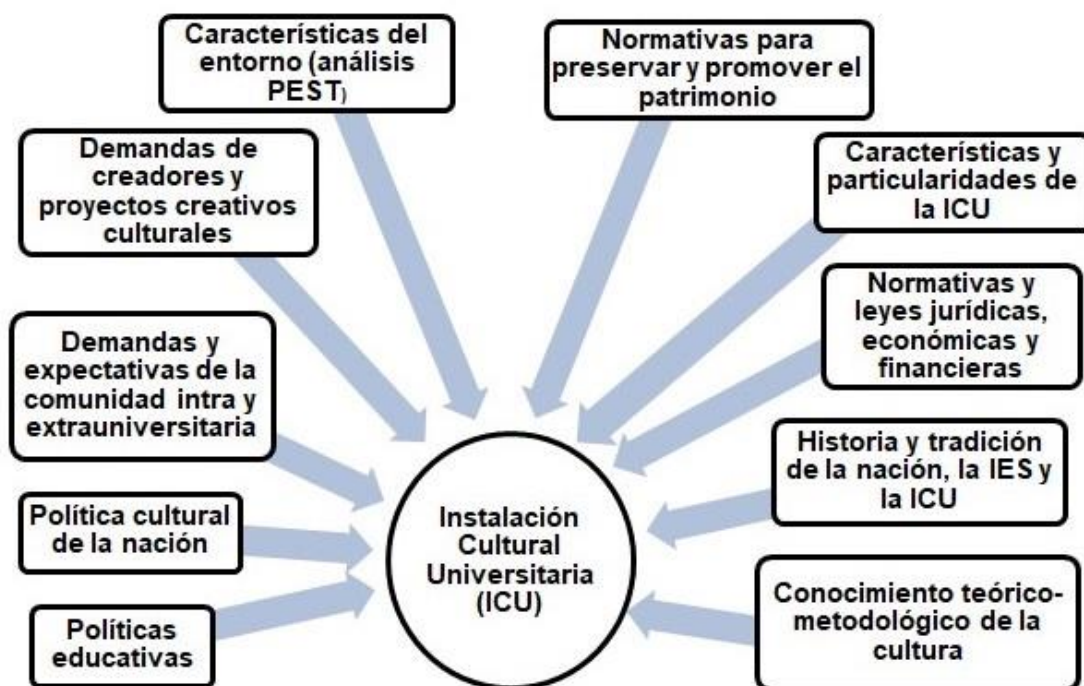 Características del
entorno (análisis
PEST)
Normativas para
preservar y promover el
patrimonio
Demandas de
creadores y
proyectos creativos
culturales
Características y
particularidades de
la ICU
Normativas y
leyes jurídicas,
económicas y
financieras
Demandas y
expectativas de la
comunidad intra y
extrauniversitaria
Historia y tradición
de la nación, la IES y
la ICU
Política cultural
de la nación
Instalación
Cultural
Universitaria
(ICU)
Políticas
educativas
Conocimiento teórico-
metodológico de la
cultura